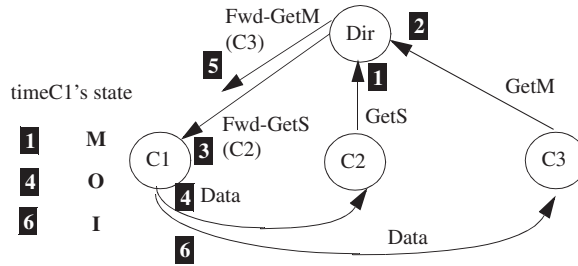 Fwd-GetM
(C3)
Dir
2
5
1
GetM
timeC1's state
GetS
Fwd-GetS
(C2)
1 M
3
C1
C2
C3
4 O
4 Data
6 I
6
Data